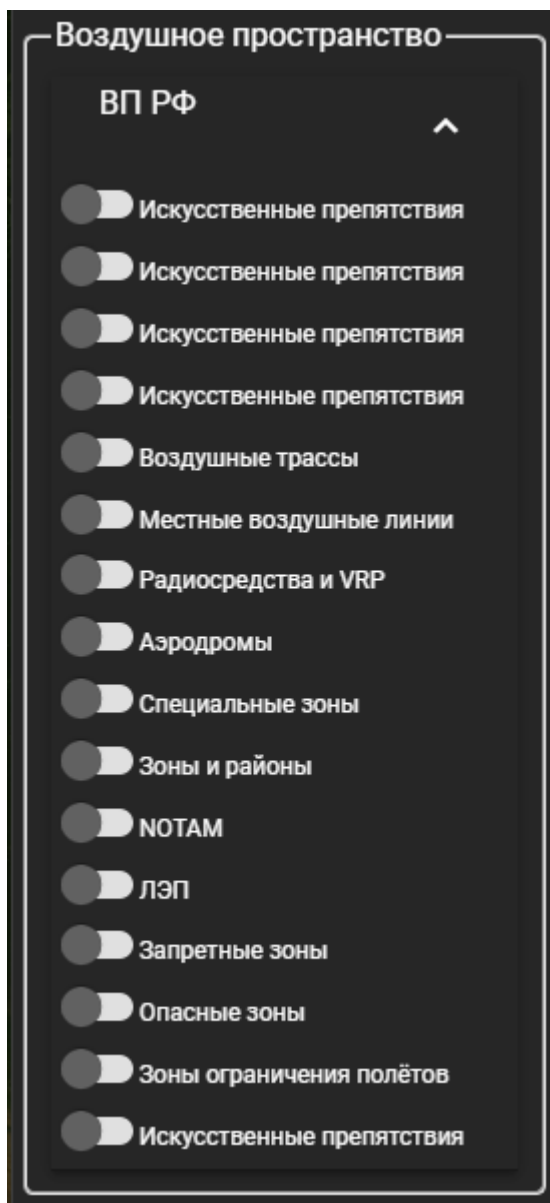 Воздушное пространство
ВП РФ
Искусственные препятствия
Искусственные препятствия
Искусственные препятствия
Искусственные препятствия
Воздушные трассы
Местные воздушные линии
Радиосредства и VRP
Аэродромы
Специальные зоны
Зоны и районы
NOTAM
ЛЭП
Запретные зоны
Опасные зоны
Зоны ограничения полётов
Искусственные препятствия